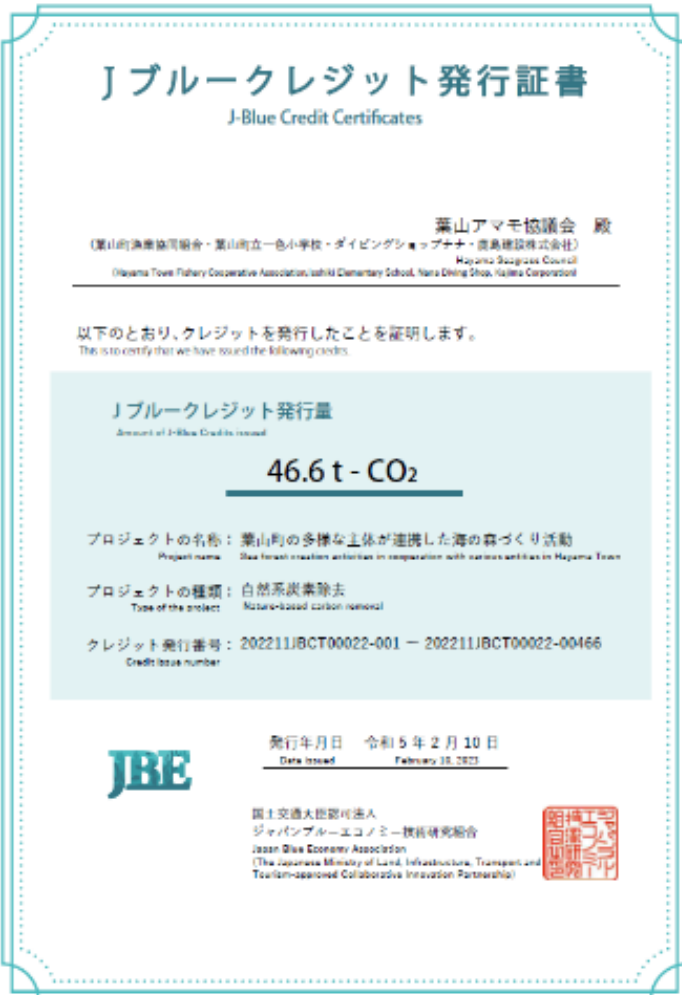 Jブルークレジット発行証書
J-Blue Credit Certificates
葉山アマモ協議会 殿
(葉山町漁業協同組合・葉山町立一色小学校・ダイビングショップナナ・鹿島建設株式会社)
Hayama Seagrass Council
(Hayama Town Fishery Cooperative Association, Isshiki Elementary School, Nana Diving Shop, Kajima Corporation)
以下のとおり、クレジットを発行したことを証明します。
This is to certify that we have issued the following credits.
Jブルークレジット発行量
Amount of J-Blue Credits issued
46.6 t - CO₂
プロジェクトの名称: 葉山町の多様な主体が連携した海の森づくり活動
Project name Sea forest creation activities in cooperation with various entities in Hayama Town
プロジェクトの種類: 自然系炭素除去
Type of the project Nature-based carbon removal
クレジット発行番号: 202211JBCT00022-001 - 202211JBCT00022-00466
Credit issue number
発行年月日 令和5年2月10日
Date issued February 10, 2023
JBE
国土交通大臣認可法人
ジャパンブルーエコノミー技術研究組合
Japan Blue Economy Association
(The Japanese Ministry of Land, Infrastructure, Transport and
Tourism-approved Collaborative Innovation Partnership)